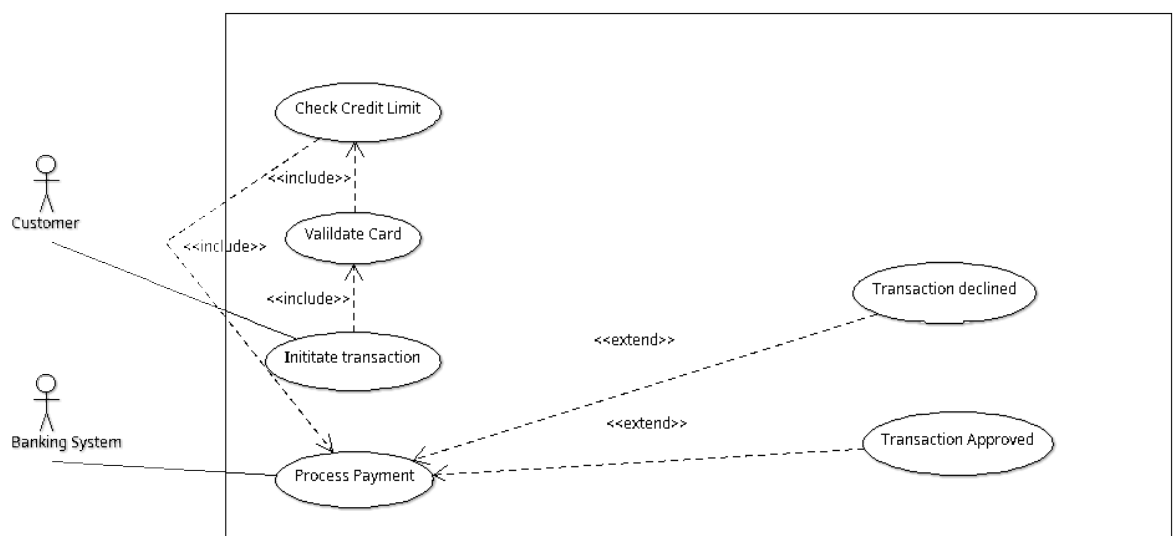 Check Credit Limit
<<include>>
Customer
Valildate Card
<<include>>
<<include>>
Transaction declined
<<extend>>
Inititate transaction
<<extend>>
Transaction Approved
Banking System
Process Payment